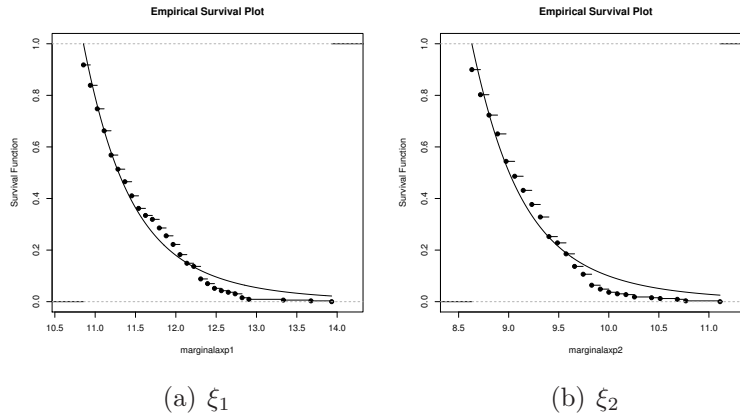 Empirical Survival Plot
Survival Function
1.0
0.8
0.6
0.4
0.2
0.0
10.5 11.0 11.5 12.0 12.5 13.0 13.5 14.0
marginalaxp1
(a) ξ1
Empirical Survival Plot
Survival Function
1.0
0.8
0.6
0.4
0.2
0.0
8.5 9.0 9.5 10.0 10.5 11.0
marginalaxp2
(b) ξ2